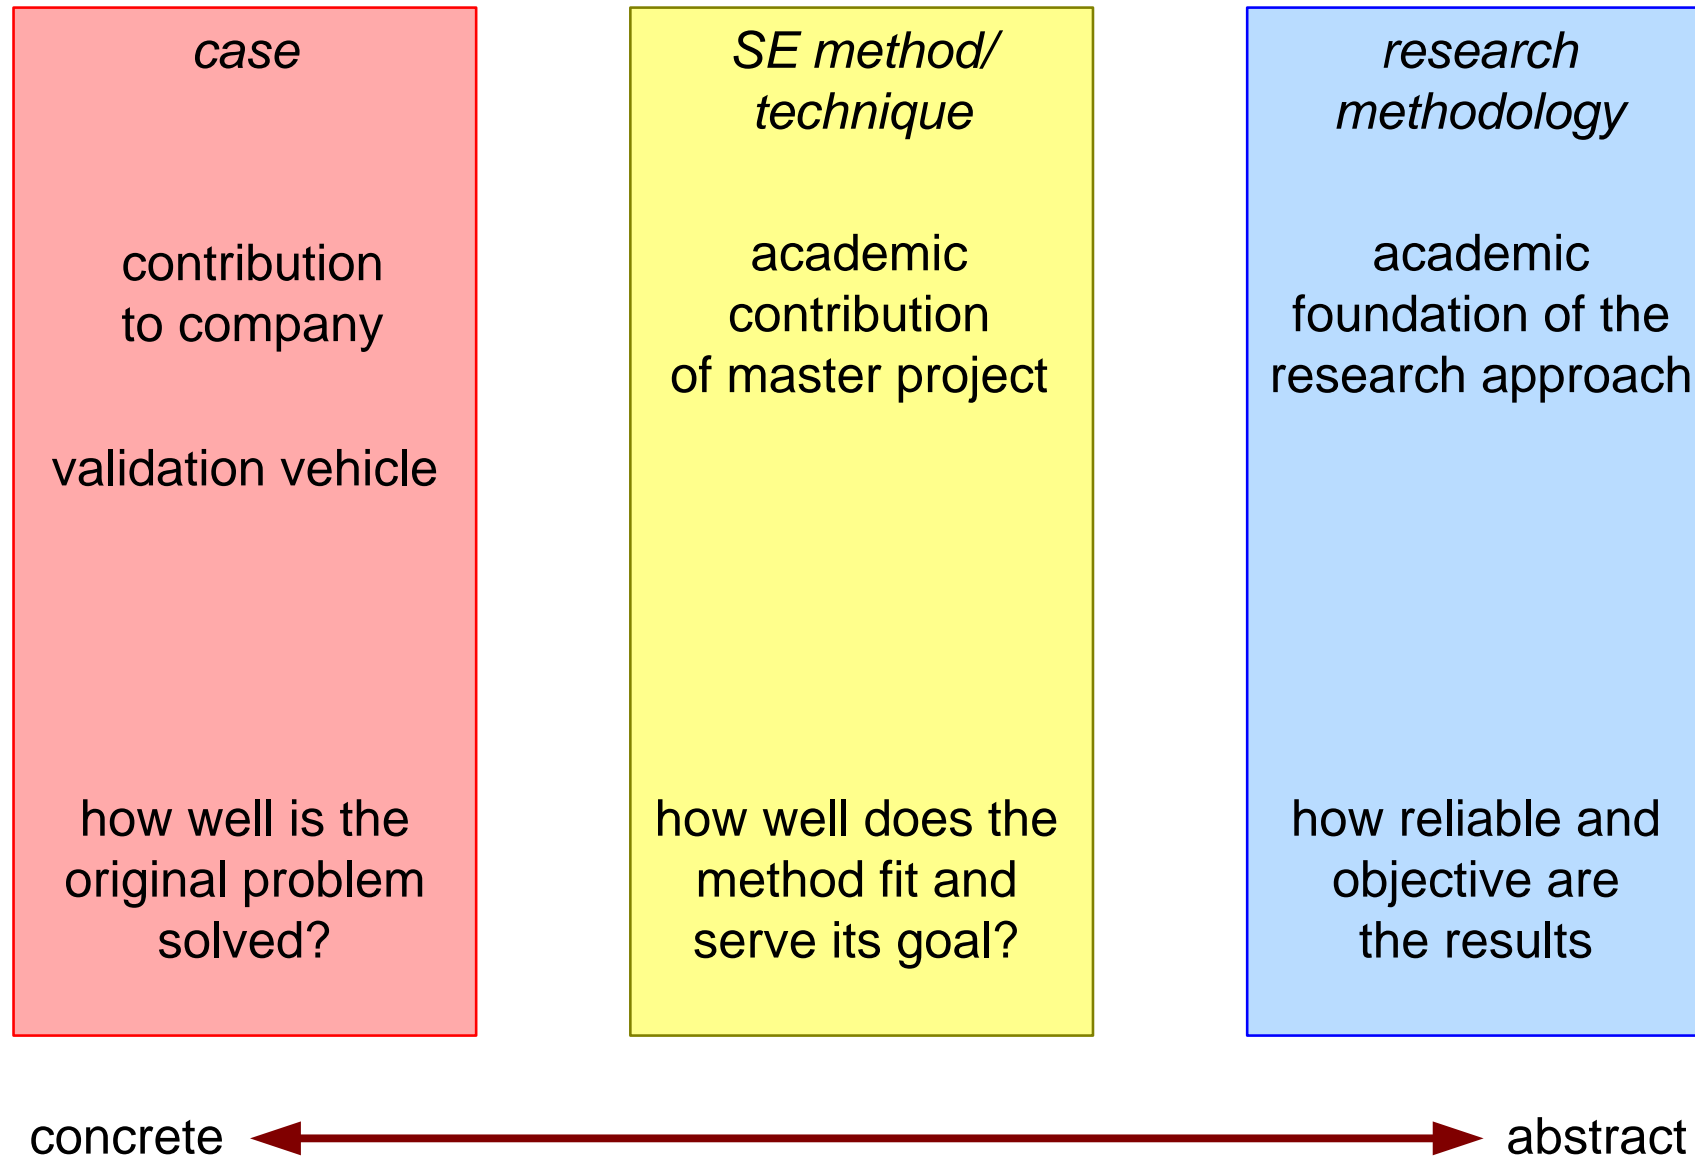 case
contribution
to company
validation vehicle
how well is the
original problem
solved?
SE method/
technique
academic
contribution
of master project
how well does the
method fit and
serve its goal?
research
methodology
academic
foundation of the
research approach
how reliable and
objective are
the results
concrete
abstract